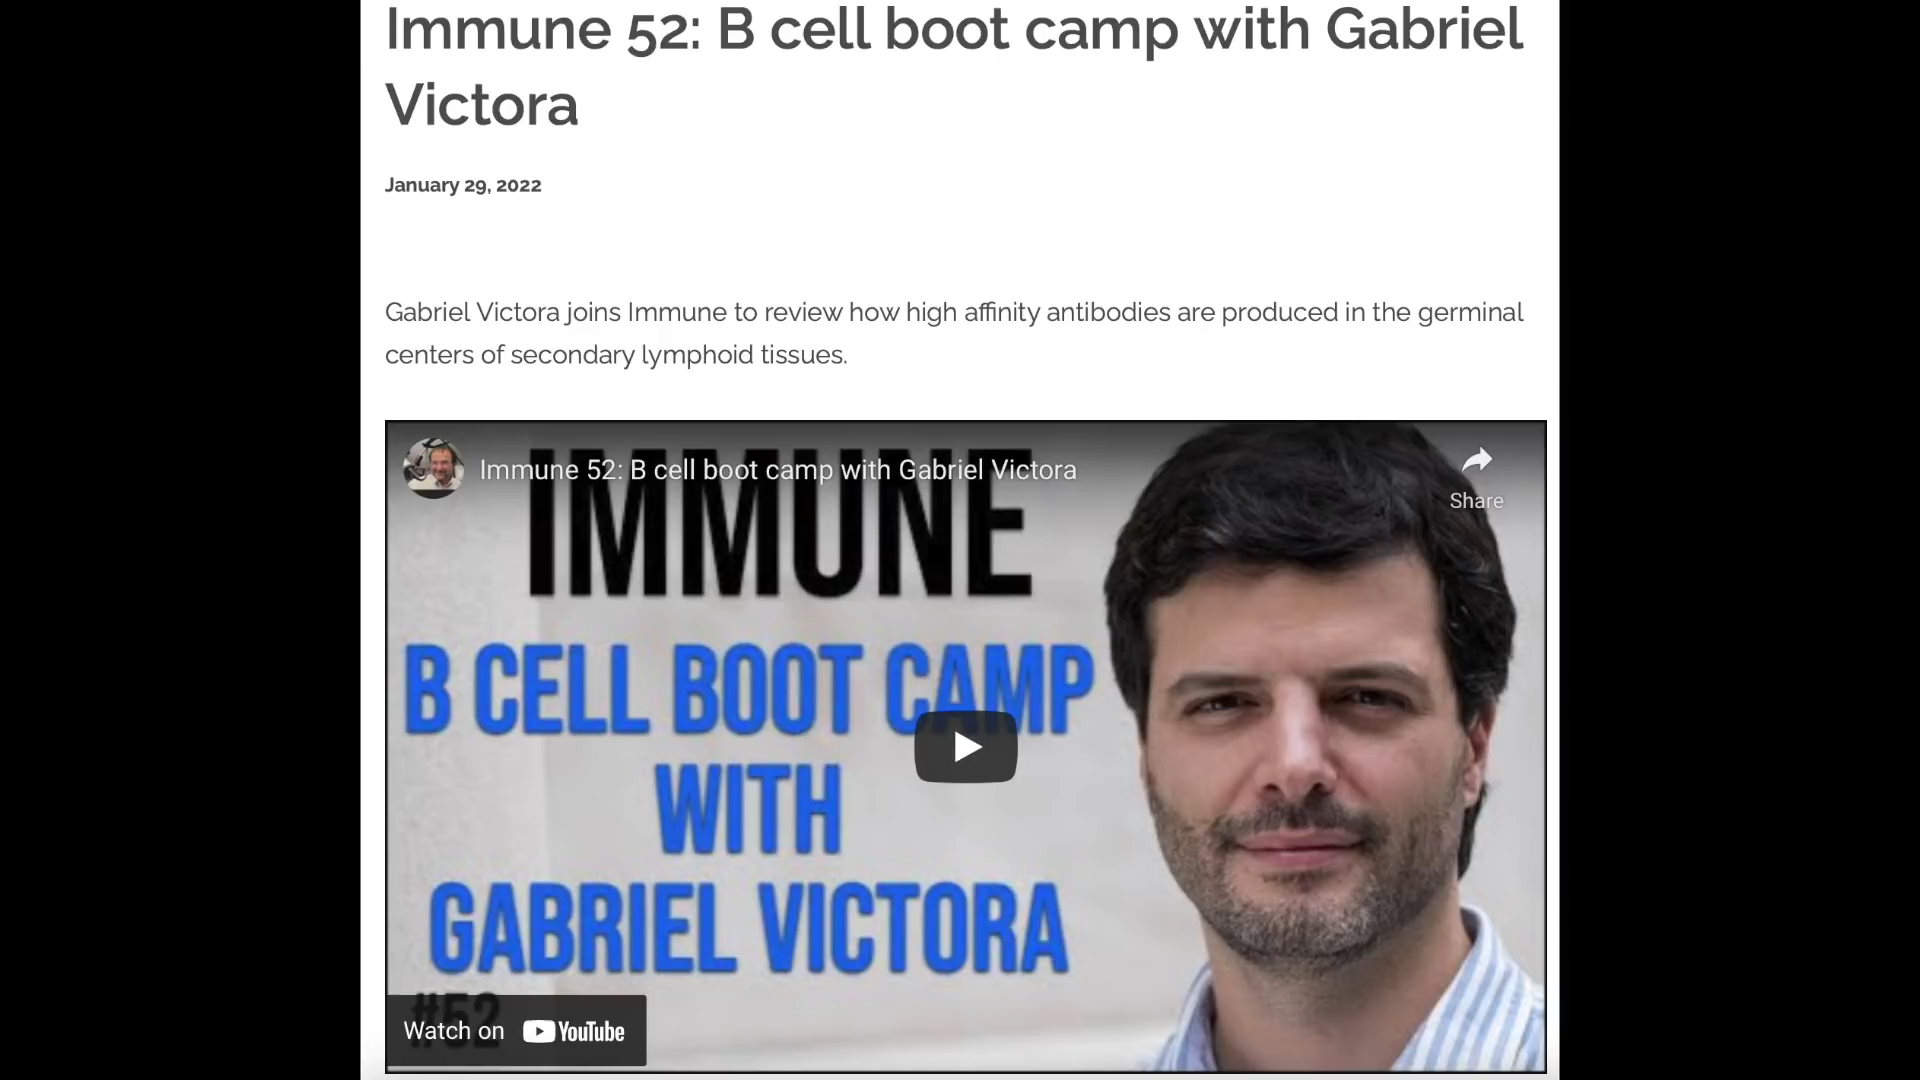 Immune 52: B cell boot camp with Gabriel
Victora
January 29, 2022
Gabriel Victora joins Immune to review how high affinity antibodies are produced in the germinal
centers of secondary lymphoid tissues.
Immune 52: B cell boot camp with Gabriel Victora
Share
IMMUNE
B CELL BOOT CAMP
WITH
GABRIEL VICTORA
#52
Watch on YouTube